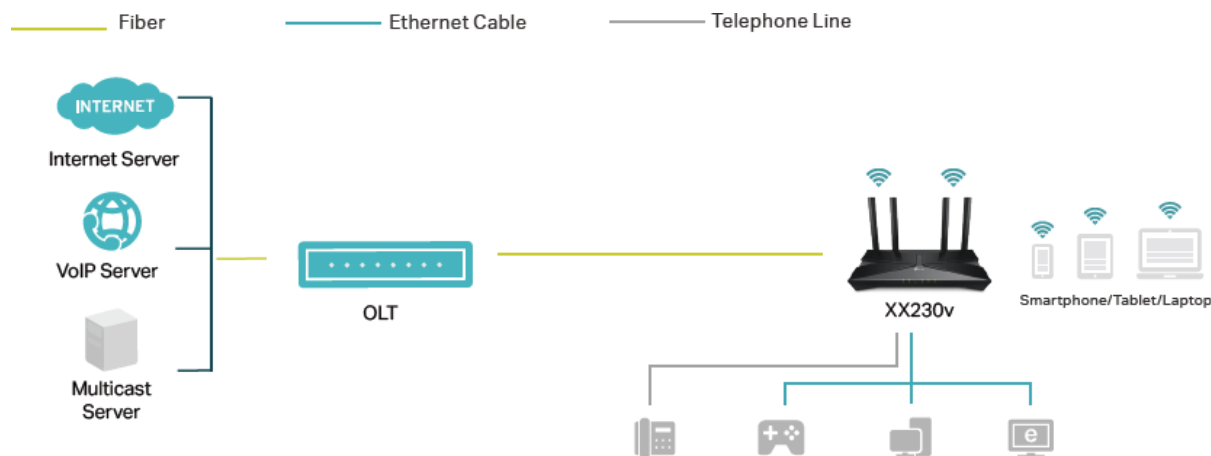 Fiber
Ethernet Cable
Telephone Line
INTERNET
Internet Server
VoIP Server
Multicast
Server
OLT
XX230v
Smartphone/Tablet/Laptop
e